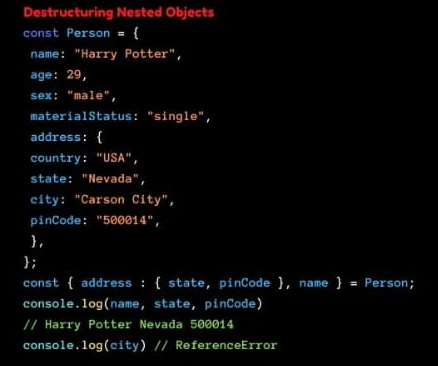 Destructuring Nested Objects
const Person = {
name: "Harry Potter",
age: 29,
sex: "male",
materialStatus: "single",
address: {
country: "USA",
state: "Nevada",
city: "Carson City",
pinCode: "500014",
},
};
const { address : { state, pinCode }, name } = Person;
console.log(name, state, pinCode)
// Harry Potter Nevada 500014
console.log(city) // ReferenceError